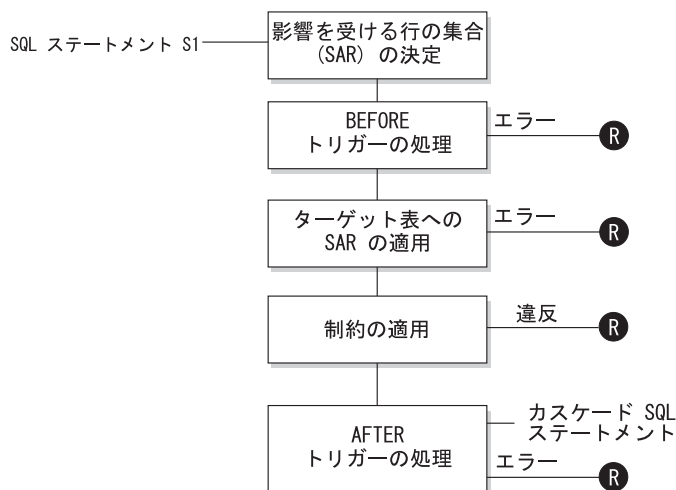 SQL ステートメント S1
影響を受ける行の集合
(SAR) の決定
BEFORE
トリガーの処理
エラー
R
ターゲット表への
SAR の適用
エラー
R
制約の適用
違反
R
AFTER
トリガーの処理
カスケード SQL
ステートメント
エラー
R